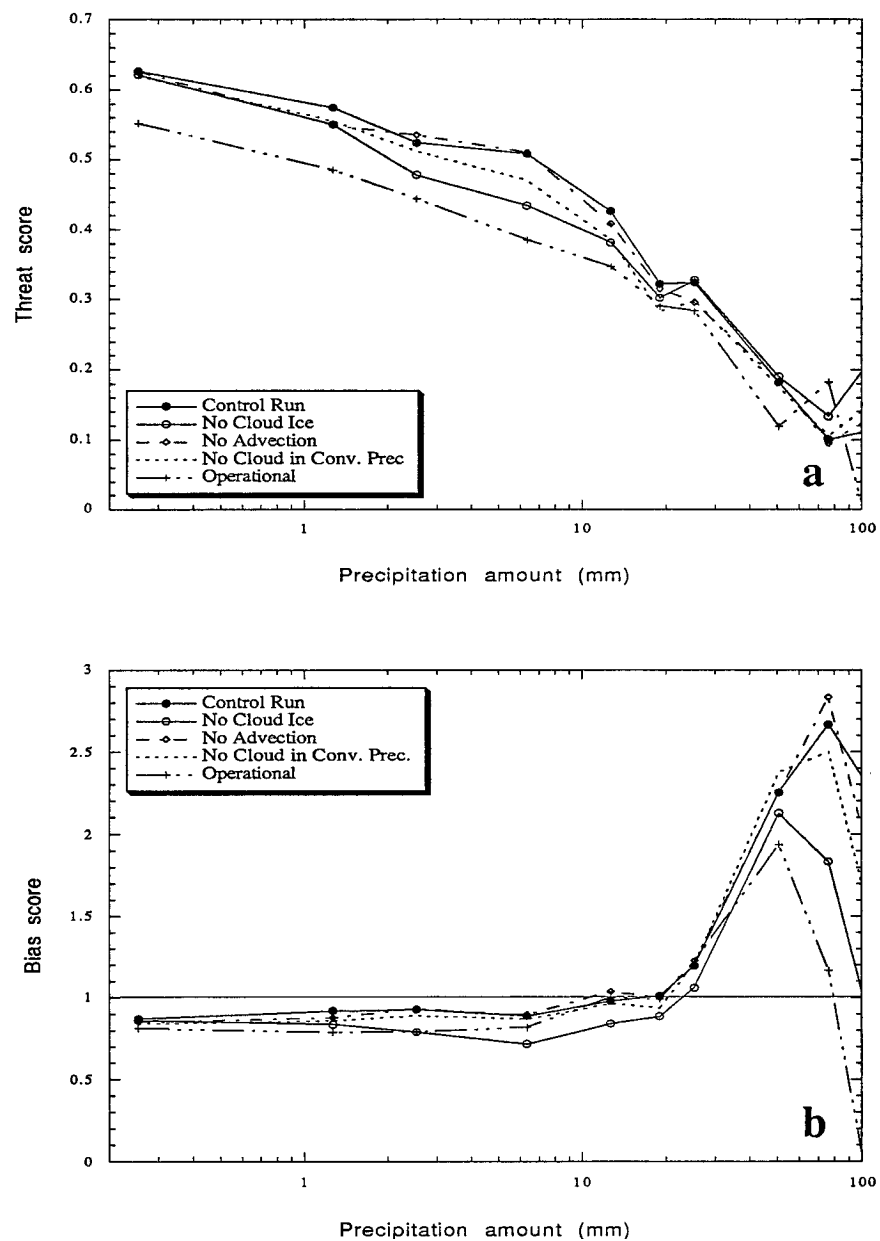 0.7
0.6
0.5
0.4
0.3
0.2
0.1
0
Threat score
Control Run
No Cloud Ice
No Advection
No Cloud in Conv. Prec
Operational
a
1
10
100
Precipitation amount (mm)
3
2.5
2
1.5
1
0.5
0
Bias score
Control Run
No Cloud Ice
No Advection
No Cloud in Conv. Prec.
Operational
b
1
10
100
Precipitation amount (mm)